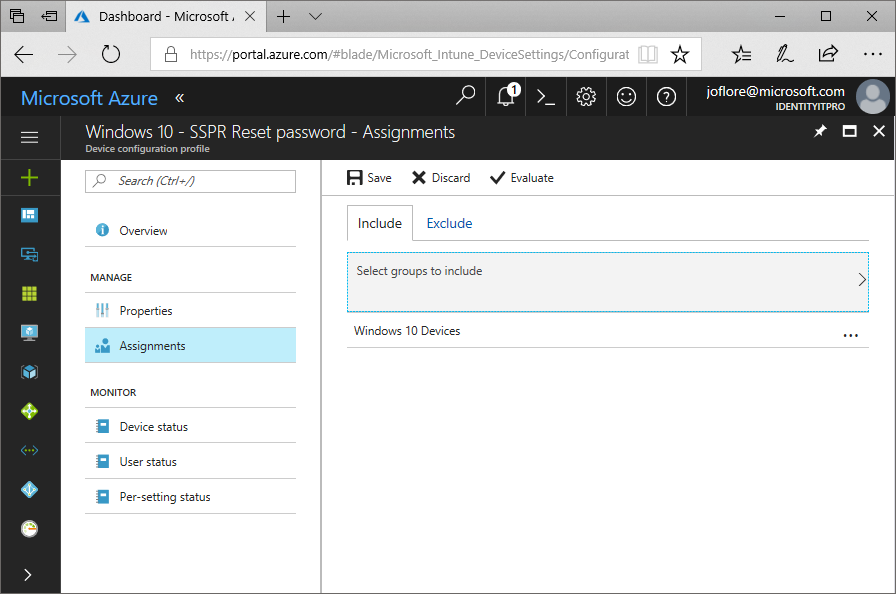 Dashboard - Microsoft A
https://portal.azure.com/#blade/Microsoft_Intune_DeviceSettings/Configurat
Microsoft Azure «
1
joflore@microsoft.com
IDENTITYITPRO
Windows 10 - SSPR Reset password - Assignments
Device configuration profile
Search (Ctrl+/)
Overview
MANAGE
Properties
Assignments
MONITOR
Device status
User status
Per-setting status
Save Discard Evaluate
Include Exclude
Select groups to include
Windows 10 Devices